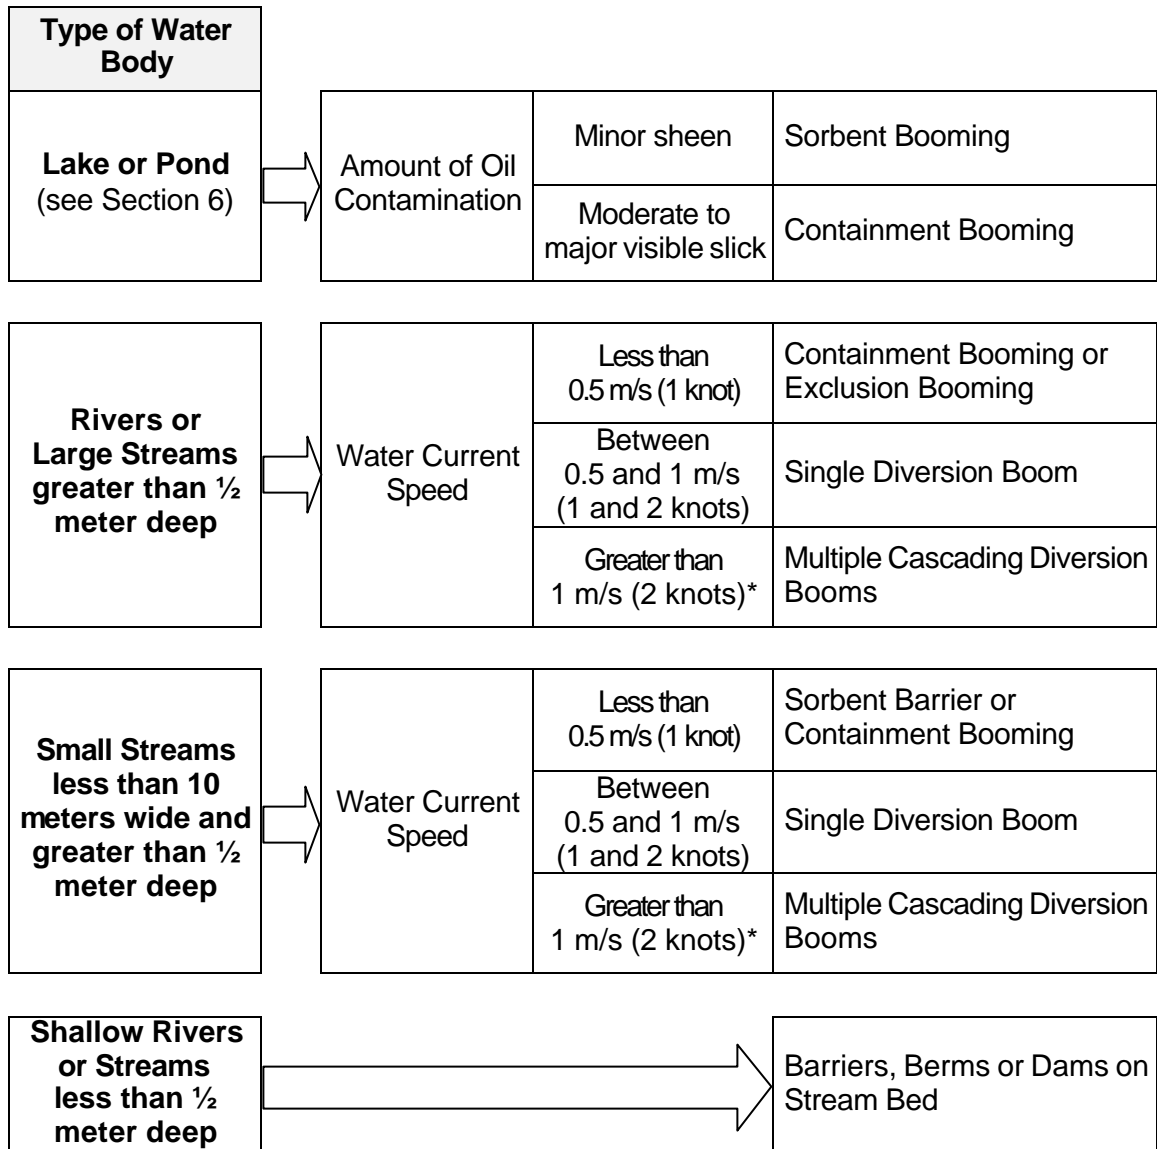 Type of Water
Body
Lake or Pond
(see Section 6)
Amount of Oil
Contamination
Minor sheen
Sorbent Booming
Moderate to
major visible slick
Containment Booming
Rivers or
Large Streams
greater than ½
meter deep
Water Current
Speed
Less than
0.5 m/s (1 knot)
Containment Booming or
Exclusion Booming
Between
0.5 and 1 m/s
(1 and 2 knots)
Single Diversion Boom
Greater than
1 m/s (2 knots)*
Multiple Cascading Diversion
Booms
Small Streams
less than 10
meters wide and
greater than ½
meter deep
Water Current
Speed
Less than
0.5 m/s (1 knot)
Sorbent Barrier or
Containment Booming
Between
0.5 and 1 m/s
(1 and 2 knots)
Single Diversion Boom
Greater than
1 m/s (2 knots)*
Multiple Cascading Diversion
Booms
Shallow Rivers
or Streams
less than ½
meter deep
Barriers, Berms or Dams on
Stream Bed